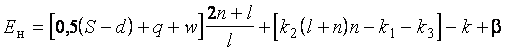 Eн = [0,5(S − d) + q + w] (2n + l)/l + [k₂(l + n)n − k₁ − k₃] − k + β